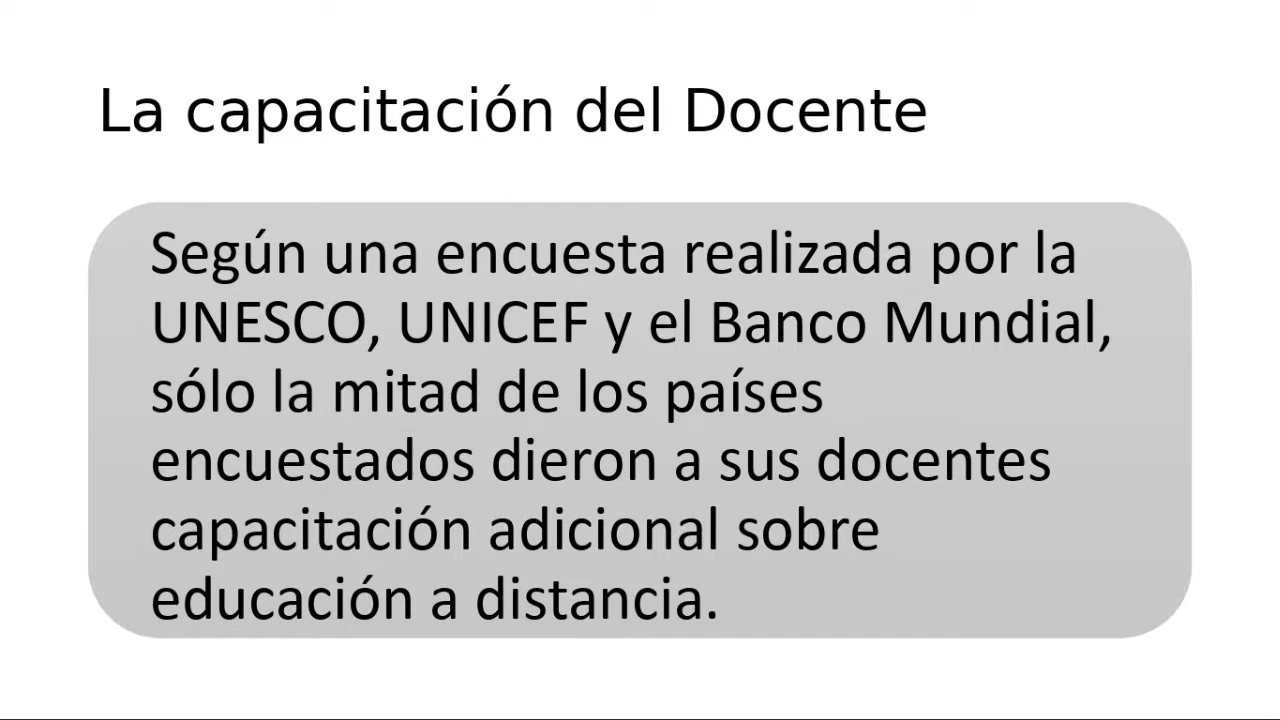 La capacitación del Docente
Según una encuesta realizada por la
UNESCO, UNICEF y el Banco Mundial,
sólo la mitad de los países
encuestados dieron a sus docentes
capacitación adicional sobre
educación a distancia.